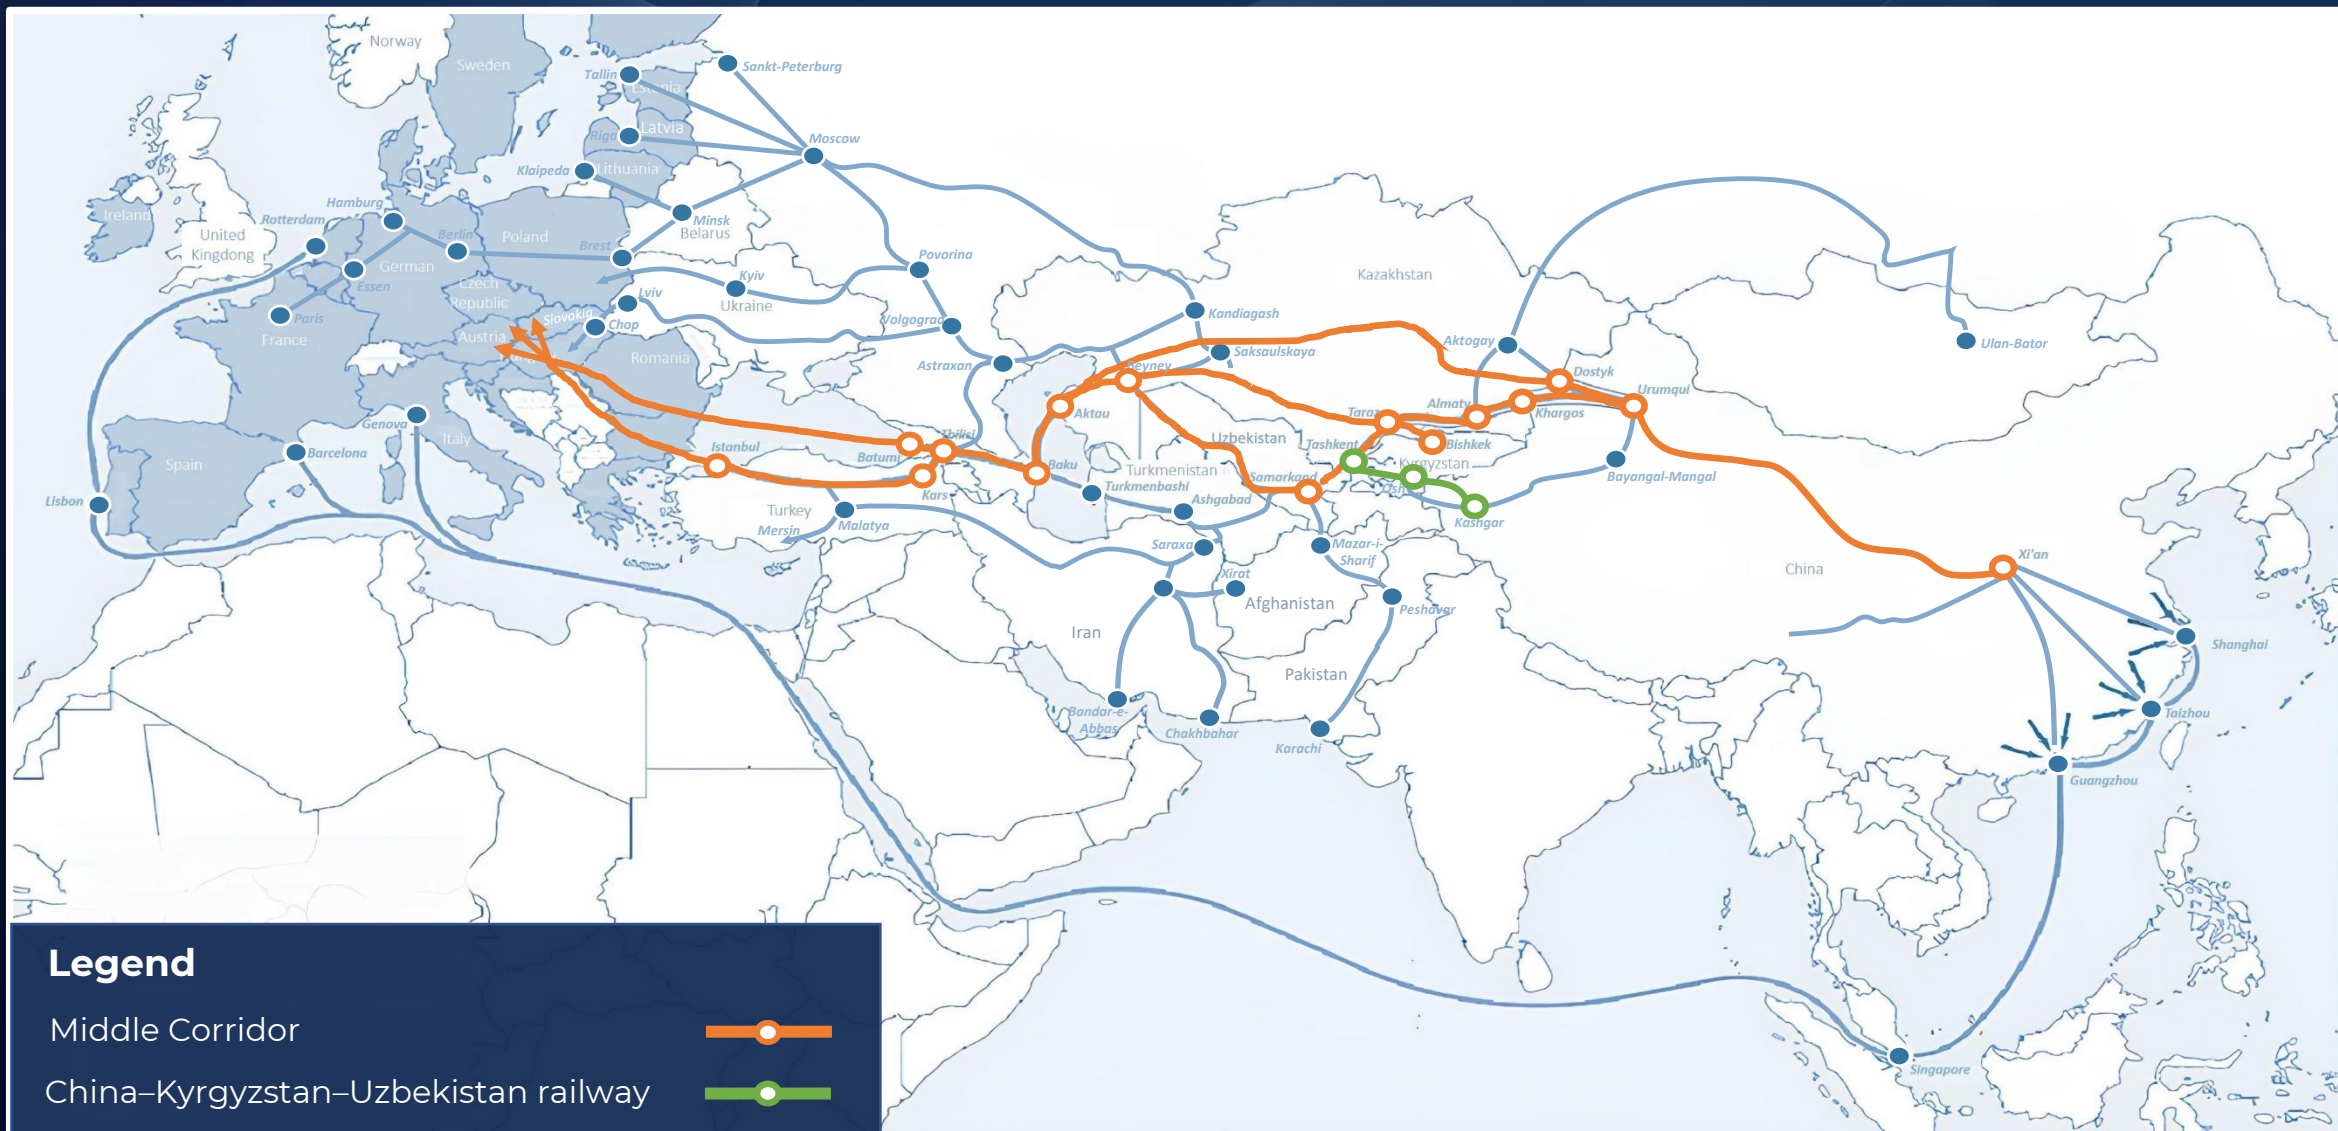 Norway
Sweden
Tallin
Sankt-Peterburg
Estonia
Riga
Latvia
Moscow
Klaipeda
Lithuania
Ireland
Hamburg
Rotterdam
United
Kingdom
Berlin
Poland
Brest
Minsk
Belarus
German
Essen
Czech
Republic
Kyiv
Ukraine
Lviv
Povorina
Paris
France
Slovakia
Chop
Austria
Romania
Volgograd
Astraxan
Kazakhstan
Kandiagash
Saksaulskaya
Aktogay
Ulan-Bator
Beyney
Dostyk
Urumqui
Aktau
Taraz
Almaty
Khargos
Genova
Italy
Barcelona
Spain
Lisbon
Istanbul
Tbilisi
Batumi
Kars
Baku
Uzbekistan
Tashkent
Bishkek
Kyrgyzstan
Turkmenistan
Turkmenbashi
Samarkand
Osh
Bayangal-Mangal
Ashgabad
Kashgar
Turkey
Malatya
Mersin
Saraxa
Mazar-i-
Sharif
Xirat
Afghanistan
Peshavar
Iran
Pakistan
China
Xi'an
Shanghai
Bandar-e-
Abbas
Chakhbahar
Karachi
Taizhou
Guangzhou
Singapore
Legend
Middle Corridor
China–Kyrgyzstan–Uzbekistan railway